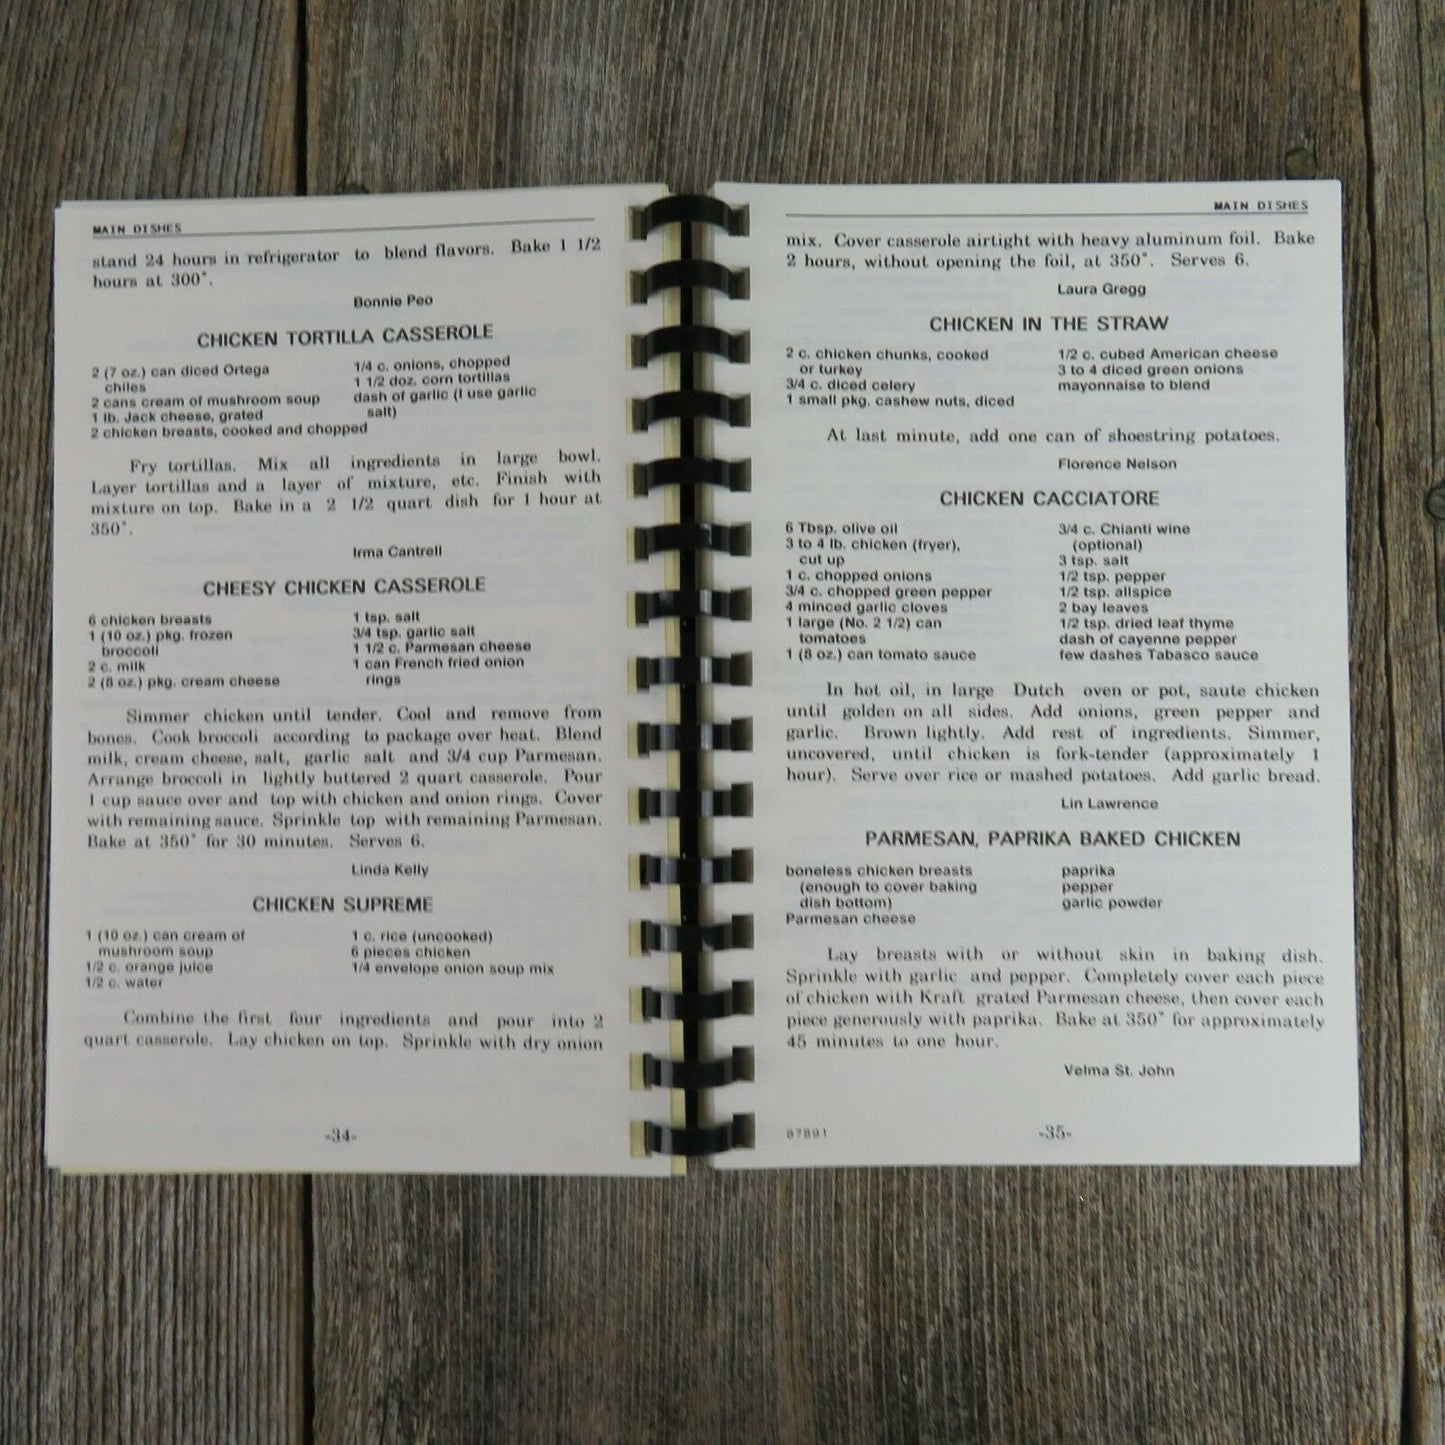 MAIN DISHES
stand 24 hours in refrigerator to blend flavors. Bake 1 1/2
hours at 300°.
Bonnie Peo
CHICKEN TORTILLA CASSEROLE
2 (7 oz.) can diced Ortega
chiles
2 cans cream of mushroom soup
1 lb. Jack cheese, grated
2 chicken breasts, cooked and chopped
1/4 c. onions, chopped
1 1/2 doz. corn tortillas
dash of garlic (I use garlic
salt)
Fry tortillas. Mix all ingredients in large bowl.
Layer tortillas and a layer of mixture, etc. Finish with
mixture on top. Bake in a 2 1/2 quart dish for 1 hour at
350°.
Irma Cantrell
CHEESY CHICKEN CASSEROLE
6 chicken breasts
1 (10 oz.) pkg. frozen
broccoli
2 c. milk
2 (8 oz.) pkg. cream cheese
1 tsp. salt
3/4 tsp. garlic salt
1 1/2 c. Parmesan cheese
1 can French fried onion
rings
Simmer chicken until tender. Cool and remove from
bones. Cook broccoli according to package over heat. Blend
milk, cream cheese, salt, garlic salt and 3/4 cup Parmesan.
Arrange broccoli in lightly buttered 2 quart casserole. Pour
1 cup sauce over and top with chicken and onion rings. Cover
with remaining sauce. Sprinkle top with remaining Parmesan.
Bake at 350° for 30 minutes. Serves 6.
Linda Kelly
CHICKEN SUPREME
1 (10 oz.) can cream of
mushroom soup
1/2 c. orange juice
1/2 c. water
1 c. rice (uncooked)
6 pieces chicken
1/4 envelope onion soup mix
Combine the first four ingredients and pour into 2
quart casserole. Lay chicken on top. Sprinkle with dry onion
-34-
MAIN DISHES
mix. Cover casserole airtight with heavy aluminum foil. Bake
2 hours, without opening the foil, at 350°. Serves 6.
Laura Gregg
CHICKEN IN THE STRAW
2 c. chicken chunks, cooked
or turkey
3/4 c. diced celery
1 small pkg. cashew nuts, diced
1/2 c. cubed American cheese
3 to 4 diced green onions
mayonnaise to blend
At last minute, add one can of shoestring potatoes.
Florence Nelson
CHICKEN CACCIATORE
6 Tbsp. olive oil
3 to 4 lb. chicken (fryer),
cut up
1 c. chopped onions
3/4 c. chopped green pepper
4 minced garlic cloves
1 large (No. 2 1/2) can
tomatoes
1 (8 oz.) can tomato sauce
3/4 c. Chianti wine
(optional)
3 tsp. salt
1/2 tsp. pepper
1/2 tsp. allspice
2 bay leaves
1/2 tsp. dried leaf thyme
dash of cayenne pepper
few dashes Tabasco sauce
In hot oil, in large Dutch oven or pot, saute chicken
until golden on all sides. Add onions, green pepper and
garlic. Brown lightly. Add rest of ingredients. Simmer,
uncovered, until chicken is fork-tender (approximately 1
hour). Serve over rice or mashed potatoes. Add garlic bread.
Lin Lawrence
PARMESAN, PAPRIKA BAKED CHICKEN
boneless chicken breasts
(enough to cover baking
dish bottom)
Parmesan cheese
paprika
pepper
garlic powder
Lay breasts with or without skin in baking dish.
Sprinkle with garlic and pepper. Completely cover each piece
of chicken with Kraft grated Parmesan cheese, then cover each
piece generously with paprika. Bake at 350° for approximately
45 minutes to one hour.
Velma St. John
87891
-35-